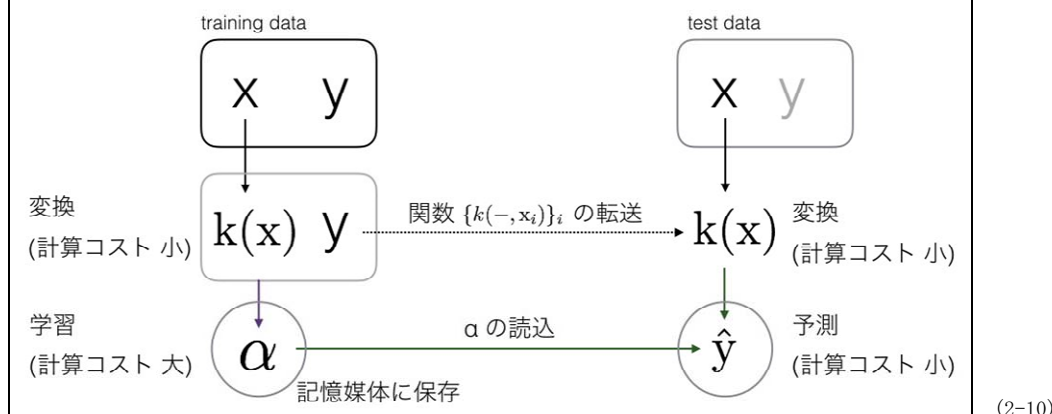 training data
test data
x y
x y
変換
(計算コスト 小)
k(x) y
関数 {k(−, xᵢ)}ᵢ の転送
k(x)
変換
(計算コスト 小)
学習
(計算コスト 大)
α
α の読込
ŷ
予測
(計算コスト 小)
記憶媒体に保存
(2-10)